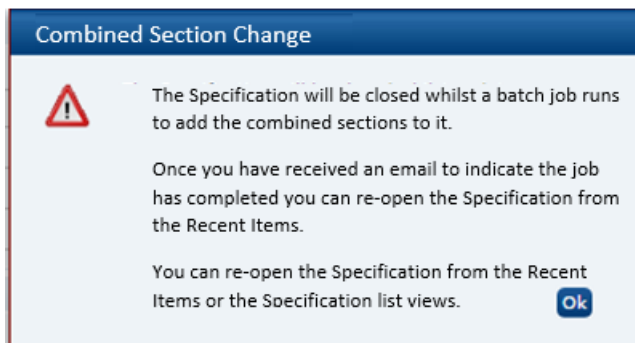 Combined Section Change
The Specification will be closed whilst a batch job runs
to add the combined sections to it.
Once you have received an email to indicate the job
has completed you can re-open the Specification from
the Recent Items.
You can re-open the Specification from the Recent
Items or the Specification list views.
Ok